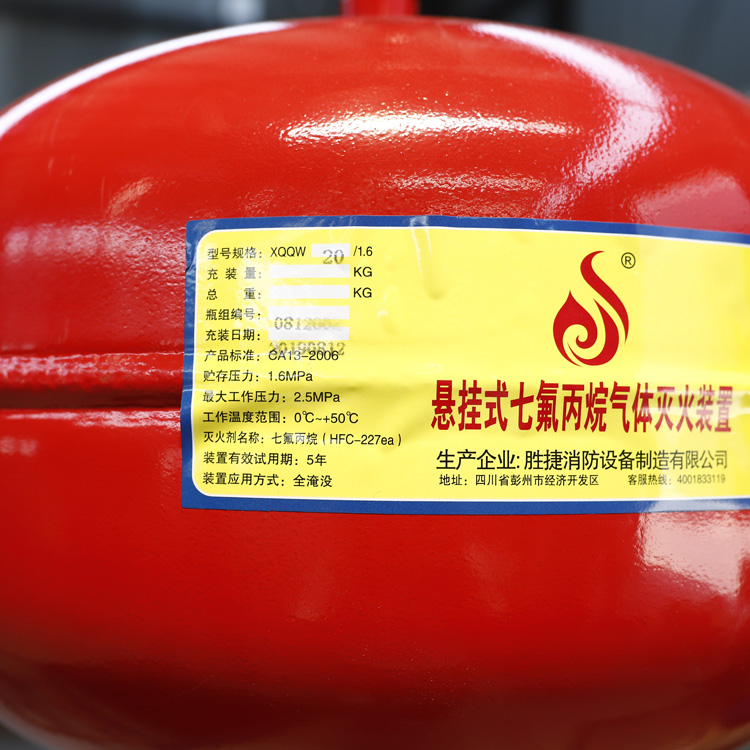 型号规格: XQQW 20 /1.6
充 装 量: KG
总 重: KG
瓶组编号:
充装日期: 20190812
产品标准: GA13-2006
贮存压力: 1.6MPa
最大工作压力: 2.5MPa
工作温度范围: 0℃~+50℃
灭火剂名称: 七氟丙烷（HFC-227ea）
装置有效试用期: 5年
装置应用方式: 全淹没
®
悬挂式七氟丙烷气体灭火装置
生产企业: 胜捷消防设备制造有限公司
地址: 四川省彭州市经济开发区 客服热线: 4001833119